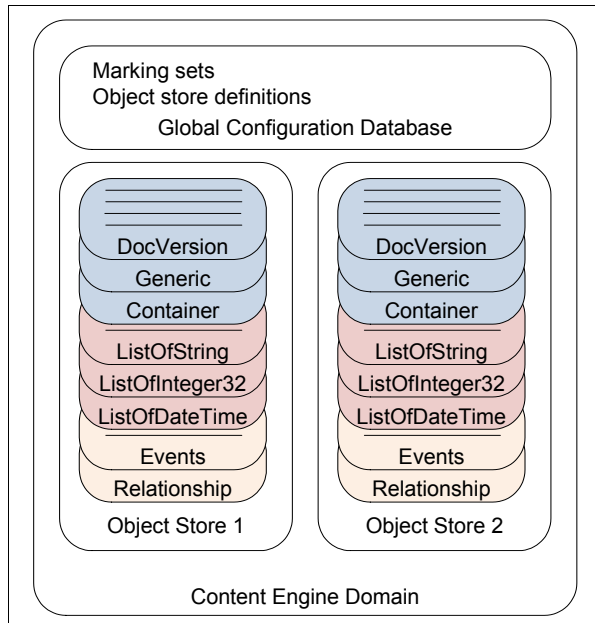 Marking sets
Object store definitions
Global Configuration Database
DocVersion
Generic
Container
ListOfString
ListOfInteger32
ListOfDateTime
Events
Relationship
Object Store 1
DocVersion
Generic
Container
ListOfString
ListOfInteger32
ListOfDateTime
Events
Relationship
Object Store 2
Content Engine Domain